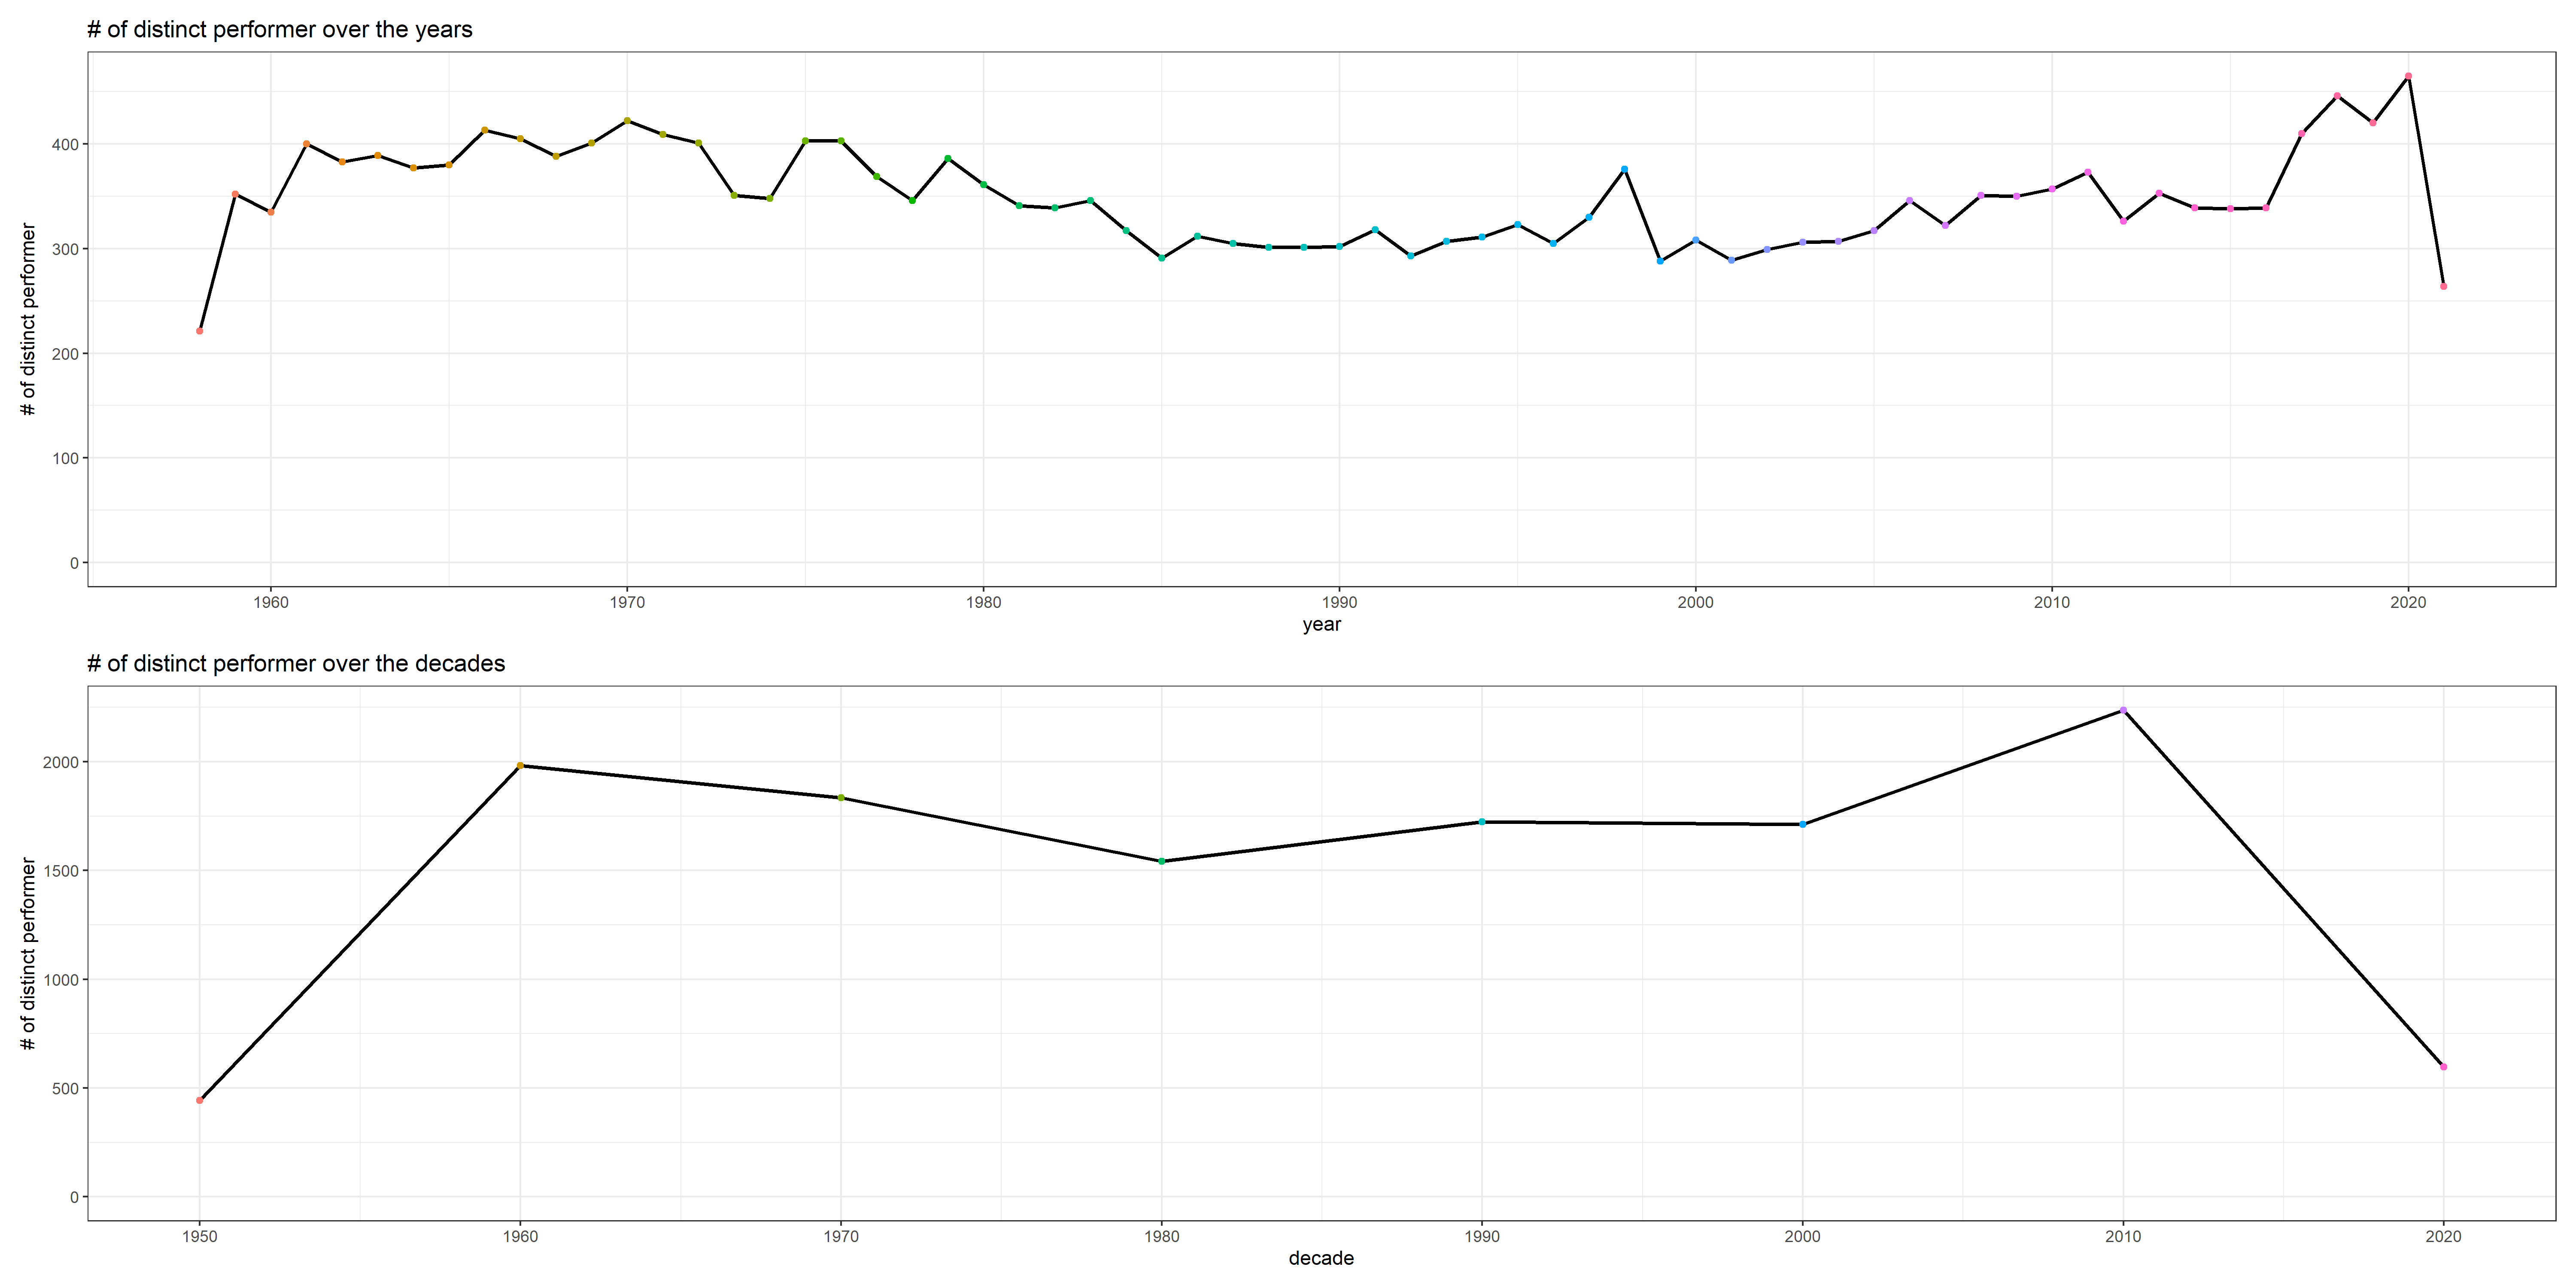 # of distinct performer over the years
# of distinct performer
400
300
200
100
0
1960 1970 1980 1990 2000 2010 2020
year
# of distinct performer over the decades
# of distinct performer
2000
1500
1000
500
0
1950 1960 1970 1980 1990 2000 2010 2020
decade